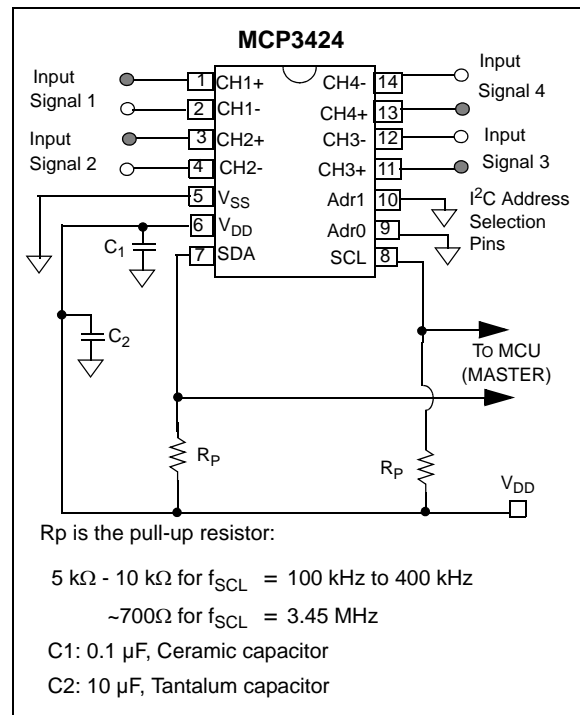 MCP3424
Input
Signal 1
Input
Signal 2
1 CH1+
2 CH1-
3 CH2+
4 CH2-
5 VSS
6 VDD
7 SDA
CH4- 14
CH4+ 13
CH3- 12
CH3+ 11
Adr1 10
Adr0 9
SCL 8
Input
Signal 4
Input
Signal 3
I²C Address
Selection
Pins
C1
C2
TO MCU
(MASTER)
RP
RP
VDD
Rp is the pull-up resistor:
5 kΩ - 10 kΩ for fSCL = 100 kHz to 400 kHz
~700Ω for fSCL = 3.45 MHz
C1: 0.1 µF, Ceramic capacitor
C2: 10 µF, Tantalum capacitor